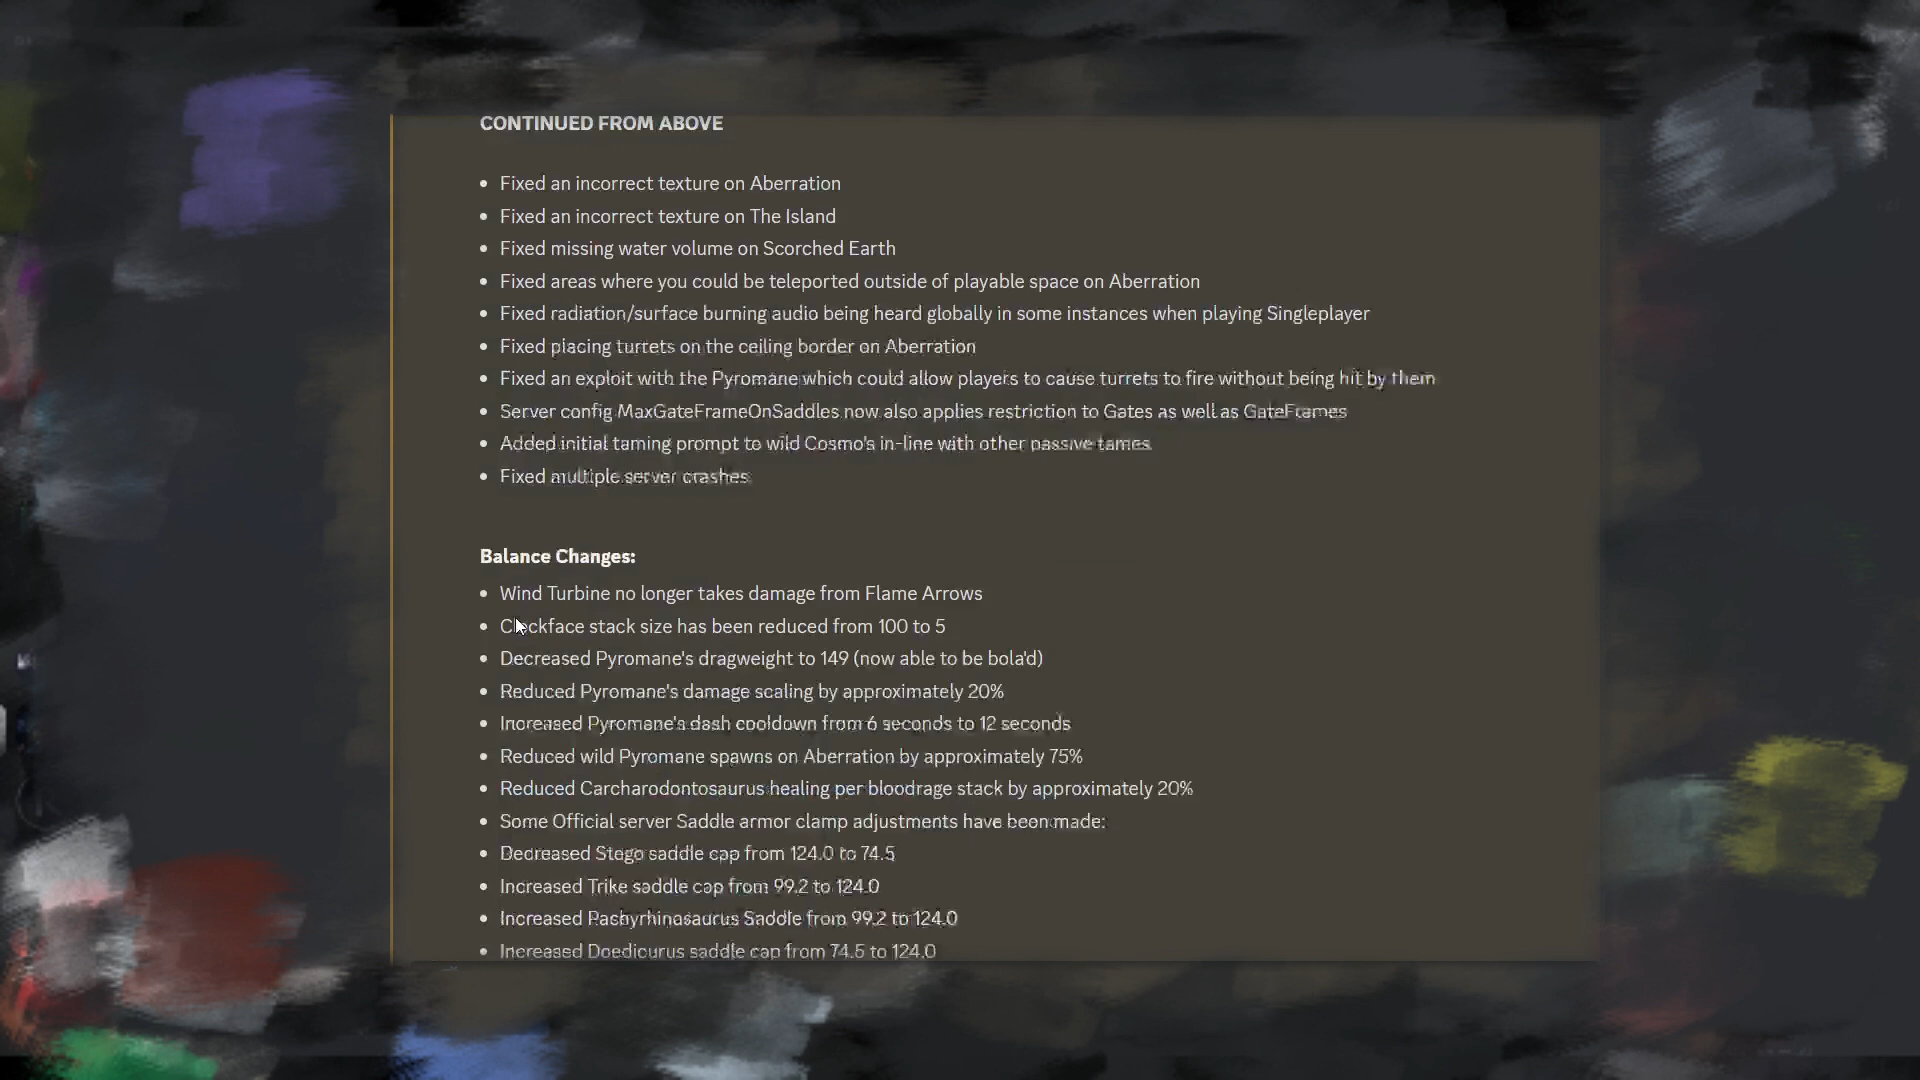 CONTINUED FROM ABOVE
• Fixed an incorrect texture on Aberration
• Fixed an incorrect texture on The Island
• Fixed missing water volume on Scorched Earth
• Fixed areas where you could be teleported outside of playable space on Aberration
• Fixed radiation/surface burning audio being heard globally in some instances when playing Singleplayer
• Fixed placing turrets on the ceiling border on Aberration
• Fixed an exploit with the Pyromane which could allow players to cause turrets to fire without being hit by them
• Server config MaxGateFrameOnSaddles now also applies restriction to Gates as well as GateFrames
• Added initial taming prompt to wild Cosmo's in-line with other passive tames
• Fixed multiple server crashes
Balance Changes:
• Wind Turbine no longer takes damage from Flame Arrows
• Clockface stack size has been reduced from 100 to 5
• Decreased Pyromane's dragweight to 149 (now able to be bola'd)
• Reduced Pyromane's damage scaling by approximately 20%
• Increased Pyromane's dash cooldown from 6 seconds to 12 seconds
• Reduced wild Pyromane spawns on Aberration by approximately 75%
• Reduced Carcharodontosaurus healing per bloodrage stack by approximately 20%
• Some Official server Saddle armor clamp adjustments have been made:
• Decreased Stego saddle cap from 124.0 to 74.5
• Increased Trike saddle cap from 99.2 to 124.0
• Increased Pachyrhinosaurus Saddle from 99.2 to 124.0
• Increased Doedicurus saddle cap from 74.5 to 124.0